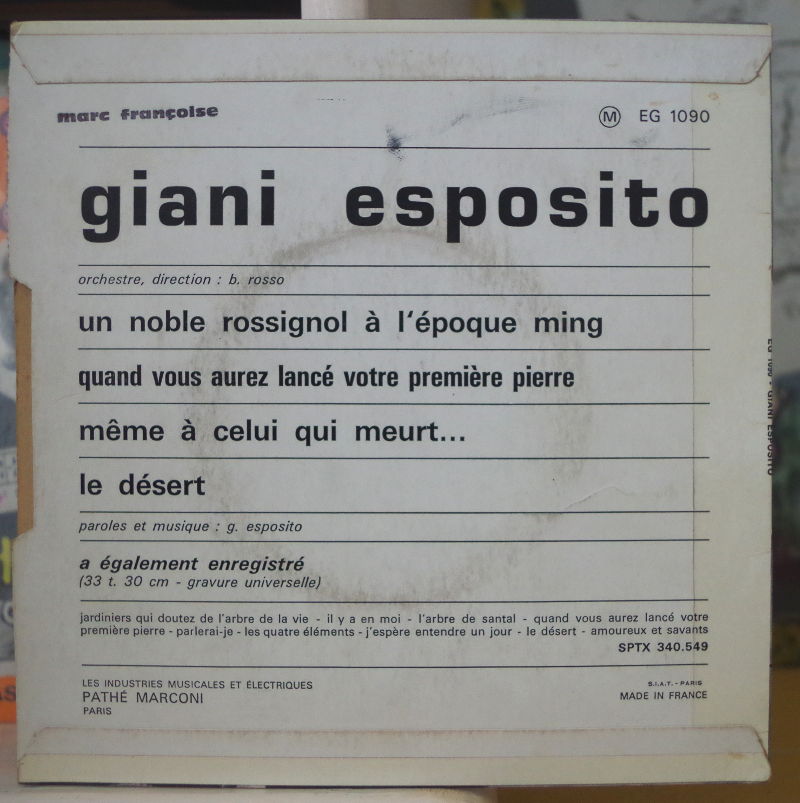 marc françoise
Ⓜ EG 1090
giani esposito
orchestre, direction : b. rosso
un noble rossignol à l'époque ming
quand vous aurez lancé votre première pierre
même à celui qui meurt...
le désert
paroles et musique : g. esposito
a également enregistré
(33 t. 30 cm - gravure universelle)
jardiniers qui doutez de l'arbre de la vie - il y a en moi - l'arbre de santal - quand vous aurez lancé votre
première pierre - parlerai-je - les quatre éléments - j'espère entendre un jour - le désert - amoureux et savants
SPTX 340.549
LES INDUSTRIES MUSICALES ET ÉLECTRIQUES
PATHÉ MARCONI
PARIS
S.I.A.T. - PARIS
MADE IN FRANCE
EG 1090 - GIANI ESPOSITO